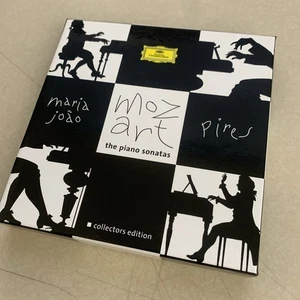 maria
joão
moz
art
pires
the piano sonatas
collectors edition